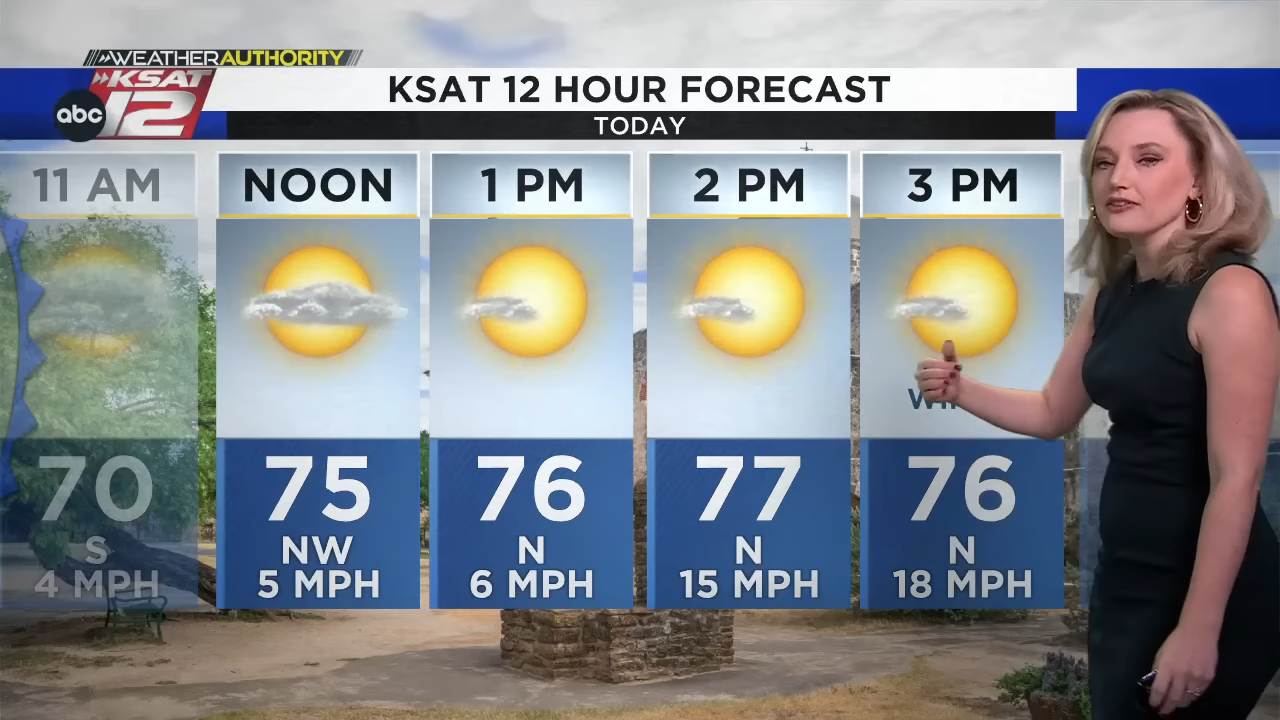 WEATHERAUTHORITY
KSAT
abc 12
KSAT 12 HOUR FORECAST
TODAY
11 AM
NOON
1 PM
2 PM
3 PM
70
75
76
77
76
S
NW
N
N
N
4 MPH
5 MPH
6 MPH
15 MPH
18 MPH